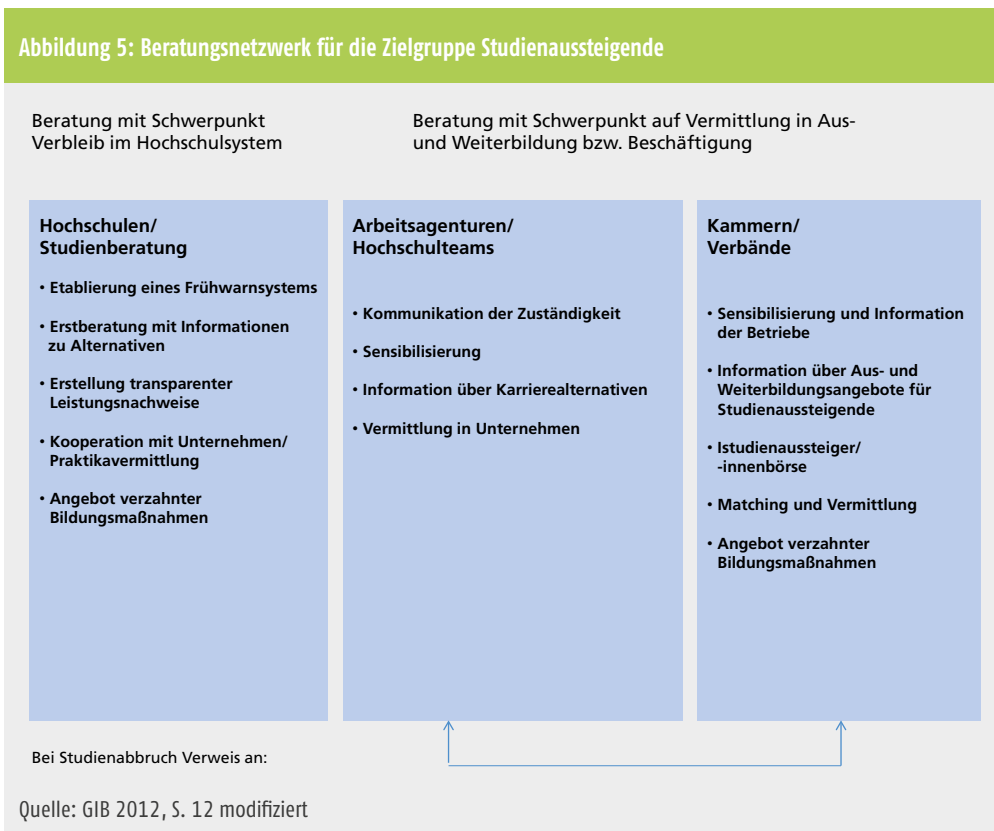 Abbildung 5: Beratungsnetzwerk für die Zielgruppe Studienaussteigende
Beratung mit Schwerpunkt
Verbleib im Hochschulsystem
Beratung mit Schwerpunkt auf Vermittlung in Aus-
und Weiterbildung bzw. Beschäftigung
Hochschulen/
Studienberatung
• Etablierung eines Frühwarnsystems
• Erstberatung mit Informationen
zu Alternativen
• Erstellung transparenter
Leistungsnachweise
• Kooperation mit Unternehmen/
Praktikavermittlung
• Angebot verzahnter
Bildungsmaßnahmen
Arbeitsagenturen/
Hochschulteams
• Kommunikation der Zuständigkeit
• Sensibilisierung
• Information über Karrierealternativen
• Vermittlung in Unternehmen
Kammern/
Verbände
• Sensibilisierung und Information
der Betriebe
• Information über Aus- und
Weiterbildungsangebote für
Studienaussteigende
• Istudienaussteiger/
-innenbörse
• Matching und Vermittlung
• Angebot verzahnter
Bildungsmaßnahmen
Bei Studienabbruch Verweis an:
Quelle: GIB 2012, S. 12 modifiziert